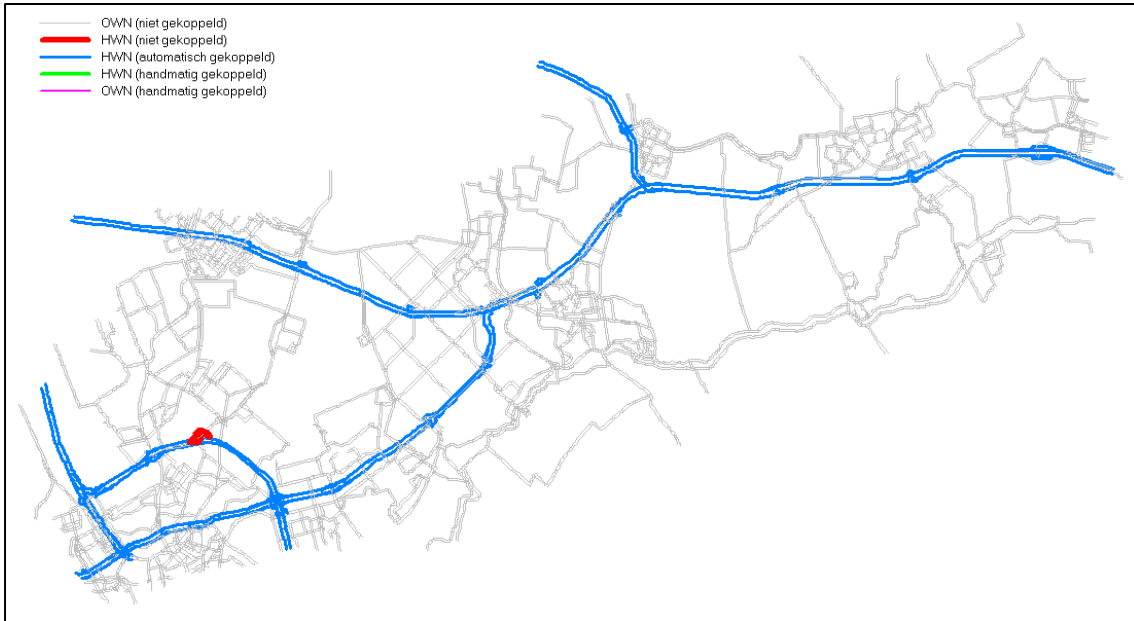 OWN (niet gekoppeld)
HWN (niet gekoppeld)
HWN (automatisch gekoppeld)
HWN (handmatig gekoppeld)
OWN (handmatig gekoppeld)